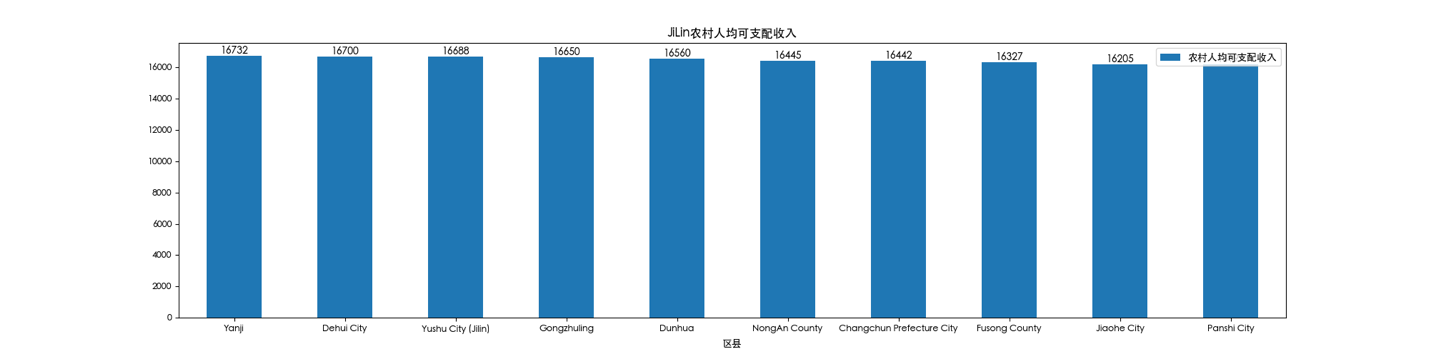 JiLin农村人均可支配收入
16732 16700 16688 16650 16560 16445 16442 16327 16205
农村人均可支配收入
16000
14000
12000
10000
8000
6000
4000
2000
0
Yanji Dehui City Yushu City (Jilin) Gongzhuling Dunhua NongAn County Changchun Prefecture City Fusong County Jiaohe City Panshi City
区县